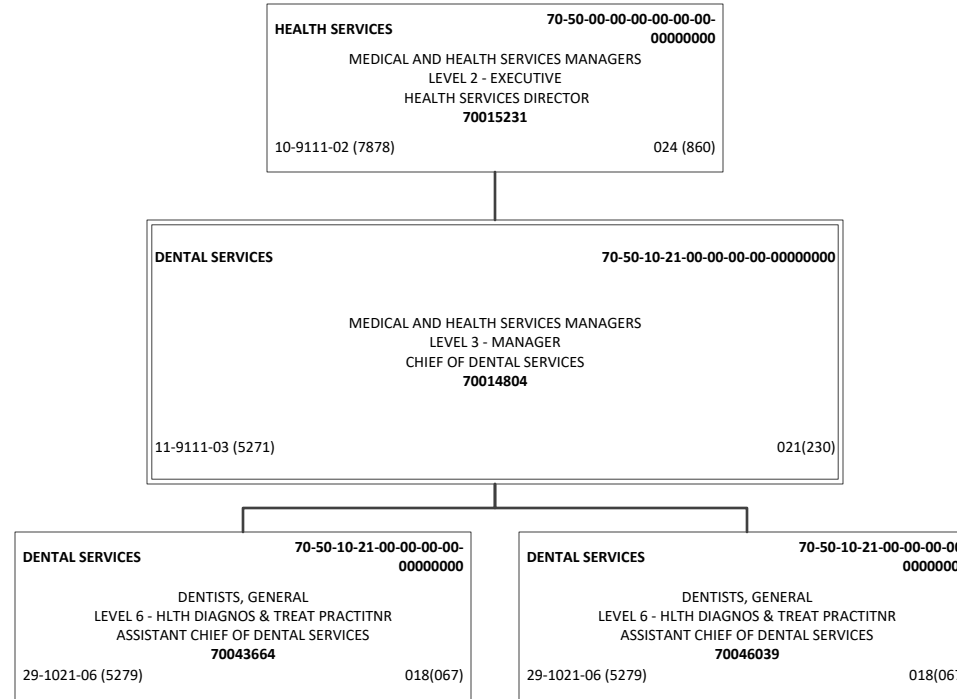 HEALTH SERVICES
70-50-00-00-00-00-00-00-
00000000
MEDICAL AND HEALTH SERVICES MANAGERS
LEVEL 2 - EXECUTIVE
HEALTH SERVICES DIRECTOR
70015231
10-9111-02 (7878)
024 (860)
DENTAL SERVICES
70-50-10-21-00-00-00-00-00000000
MEDICAL AND HEALTH SERVICES MANAGERS
LEVEL 3 - MANAGER
CHIEF OF DENTAL SERVICES
70014804
11-9111-03 (5271)
021(230)
DENTAL SERVICES
70-50-10-21-00-00-00-00-
00000000
DENTISTS, GENERAL
LEVEL 6 - HLTH DIAGNOS & TREAT PRACTITNR
ASSISTANT CHIEF OF DENTAL SERVICES
70043664
29-1021-06 (5279)
018(067)
DENTAL SERVICES
DENTISTS, GENERAL
LEVEL 6 - HLTH DIAGNOS & TREAT PRACTITNR
ASSISTANT CHIEF OF DENTAL SERVICES
70046039
29-1021-06 (5279)